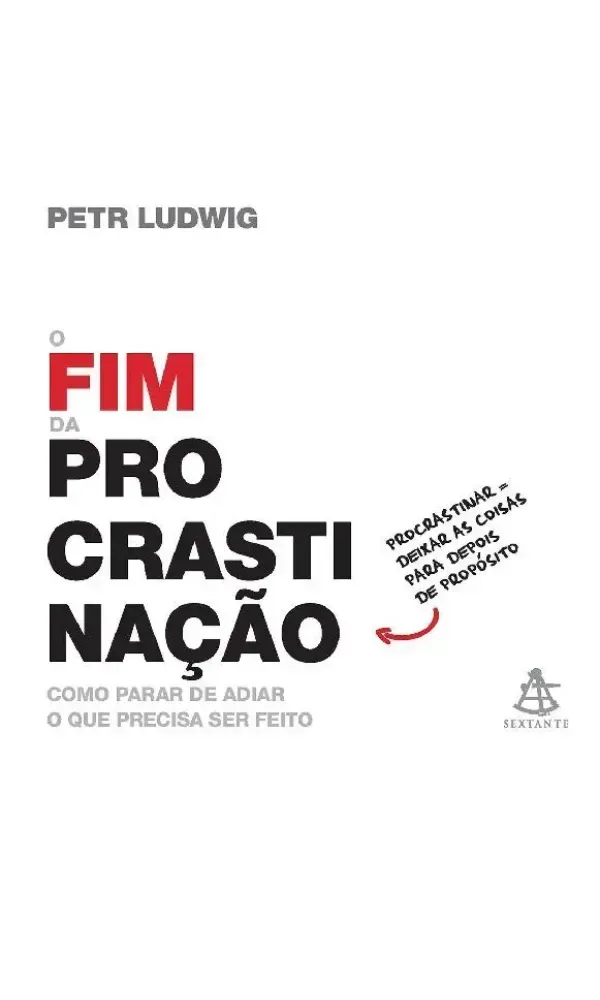 PETR LUDWIG
O
FIM
DA
PRO
CRASTI
NAÇÃO
PROCRASTINAR =
DEIXAR AS COISAS
PARA DEPOIS
DE PROPÓSITO
COMO PARAR DE ADIAR
O QUE PRECISA SER FEITO
SEXTANTE